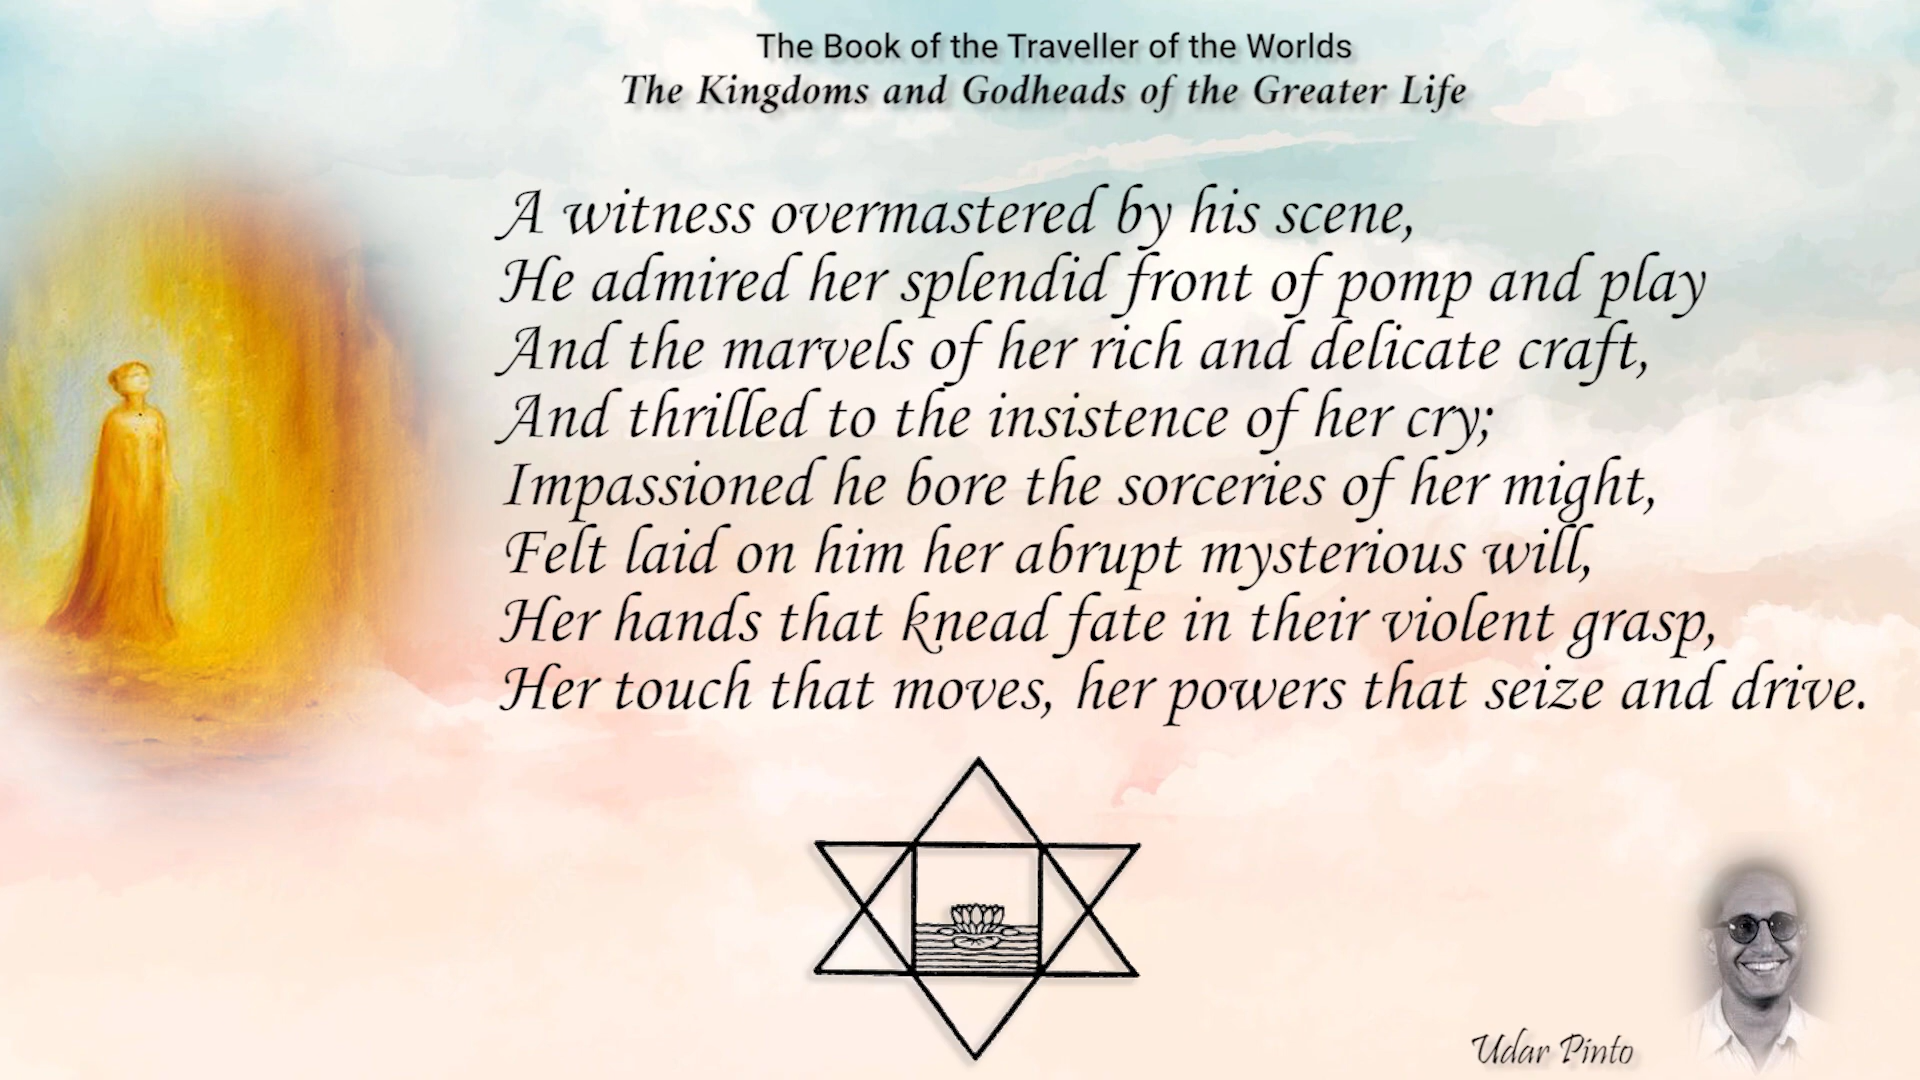 The Book of the Traveller of the Worlds
The Kingdoms and Godheads of the Greater Life
A witness overmastered by his scene,
He admired her splendid front of pomp and play
And the marvels of her rich and delicate craft,
And thrilled to the insistence of her cry;
Impassioned he bore the sorceries of her might,
Felt laid on him her abrupt mysterious will,
Her hands that knead fate in their violent grasp,
Her touch that moves, her powers that seize and drive.
Udar Pinto